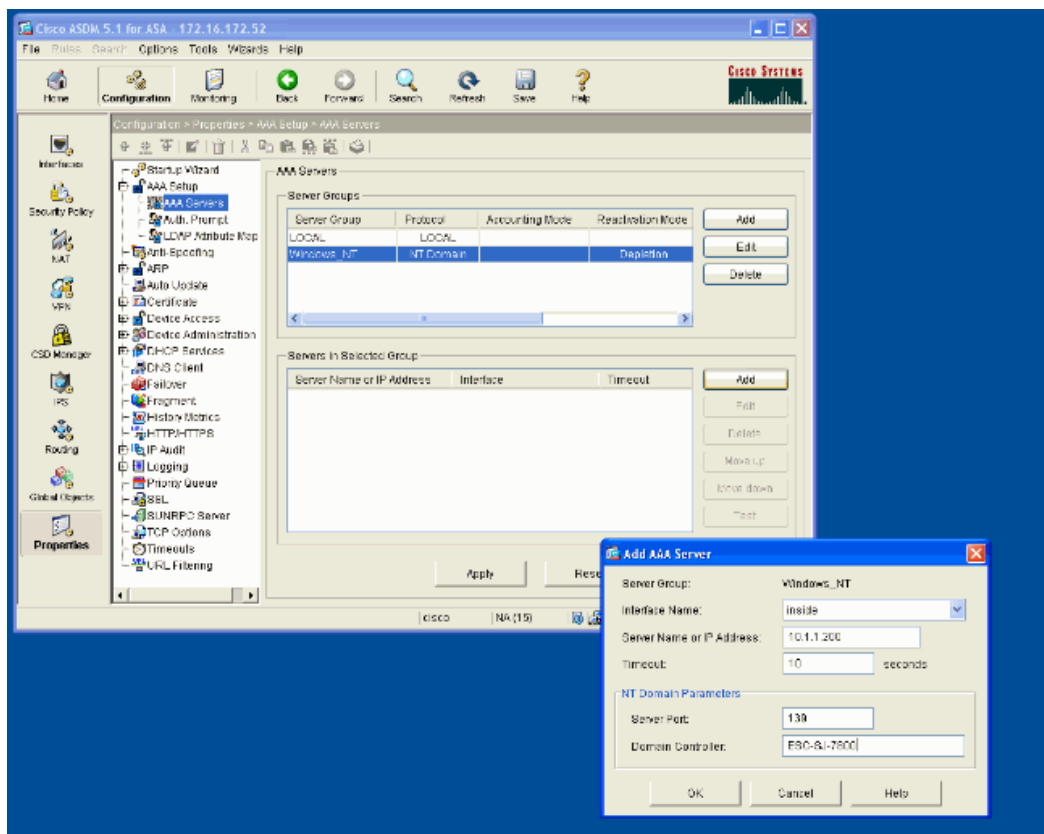 Cisco ASDM 5.1 for ASA - 172.16.172.52
File Rules Search Options Tools Wizards Help
Home Configuration Monitoring Back Forward Search Refresh Save Help
CISCO SYSTEMS
Configuration > Properties > AAA Setup > AAA Servers
Interfaces
Security Policy
NAT
VPN
CSD Manager
IPS
Routing
Global Objects
Properties
Startup Wizard
AAA Setup
AAA Servers
Auth. Prompt
LDAP Attribute Map
Anti-Spoofing
ARP
Auto Update
Certificate
Device Access
Device Administration
DHCP Services
DNS Client
Failover
Fragment
History Metrics
HTTP/HTTPS
IP Audit
Logging
Priority Queue
SSL
SUNRPC Server
TCP Options
Timeouts
URL Filtering
AAA Servers
Server Groups
Server Group Protocol Accounting Mode Reactivation Mode
LOCAL LOCAL
Windows_NT NT Domain Depletion
Add
Edit
Delete
Servers in Selected Group
Server Name or IP Address Interface Timeout
Add
Edit
Delete
Move up
Move down
Test
Apply Rese
cisco NA (15)
Add AAA Server
Server Group: Windows_NT
Interface Name: inside
Server Name or IP Address: 10.1.1.200
Timeout: 10 seconds
NT Domain Parameters
Server Port: 139
Domain Controller: ESC-SJ-7800
OK Cancel Help